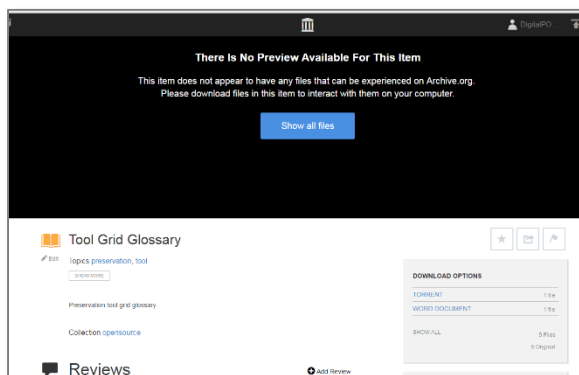 DigitalPO...
There Is No Preview Available For This Item
This item does not appear to have any files that can be experienced on Archive.org.
Please download files in this item to interact with them on your computer.
Show all files
Tool Grid Glossary
Edit
Topics preservation, tool
SHOW MORE
Preservation tool grid glossary
Collection opensource
DOWNLOAD OPTIONS
TORRENT 1 file
WORD DOCUMENT 1 file
SHOW ALL 5 Files
5 Original
Reviews
Add Review